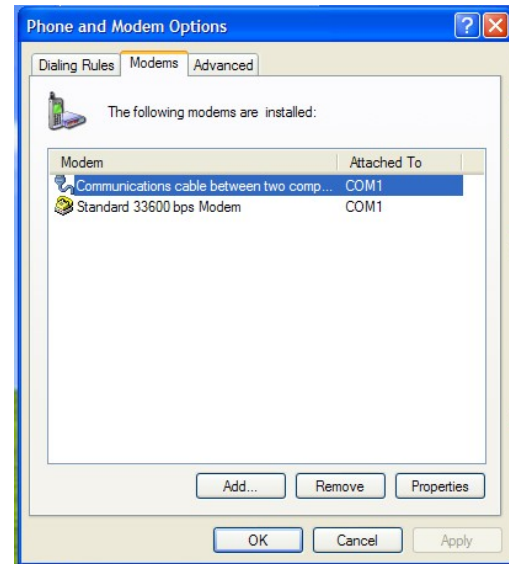 Phone and Modem Options
Dialing Rules Modems Advanced
The following modems are installed:
Modem Attached To
Communications cable between two comp... COM1
Standard 33600 bps Modem COM1
Add... Remove Properties
OK Cancel Apply